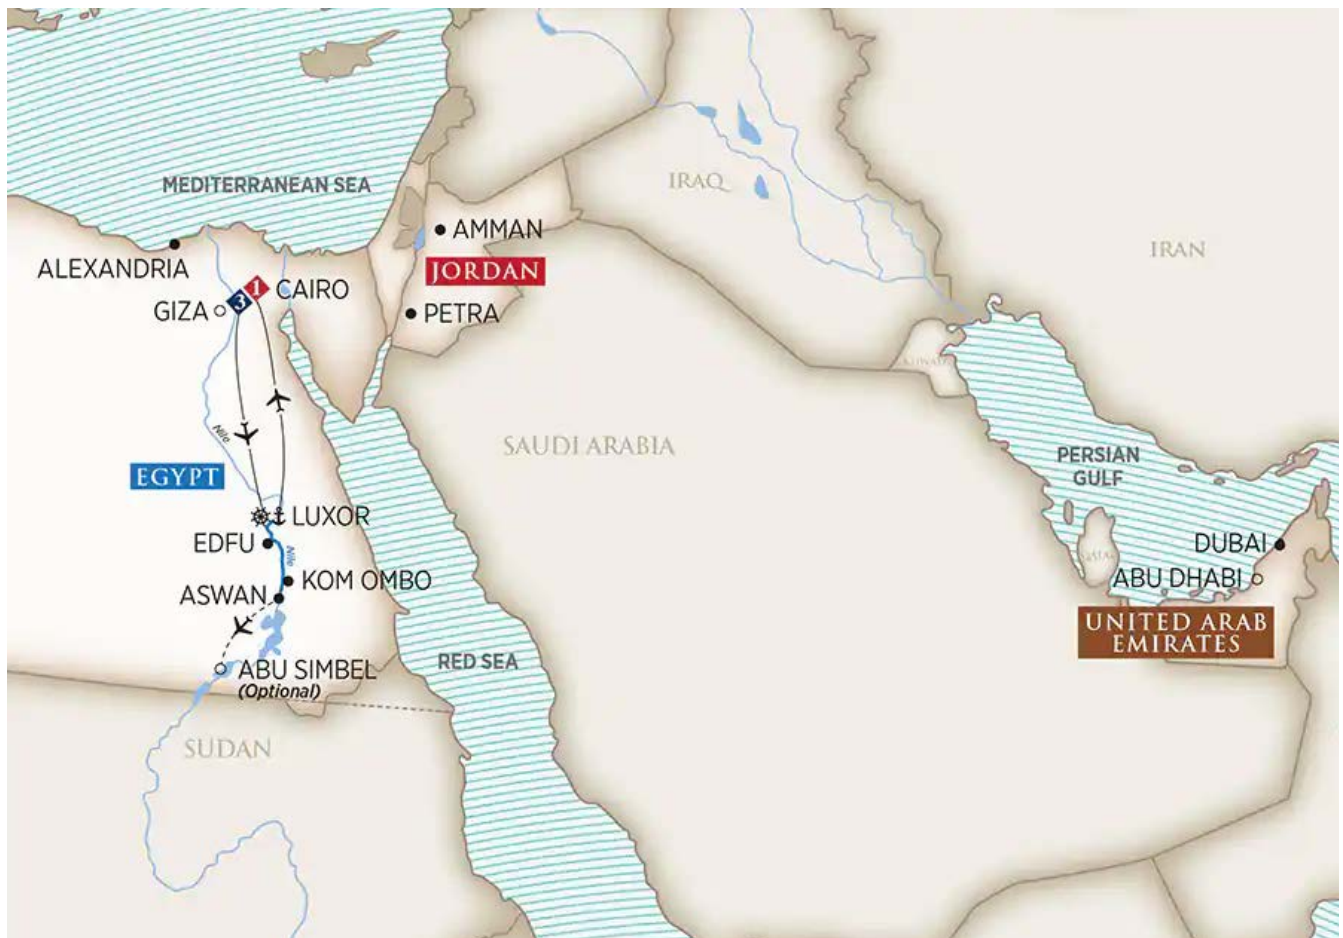 MEDITERRANEAN SEA
IRAQ
AMMAN
IRAN
ALEXANDRIA
JORDAN
1
CAIRO
3
GIZA
PETRA
KUWAIT
Nile
SAUDI ARABIA
PERSIAN
GULF
EGYPT
LUXOR
EDFU
Nile
DUBAI
KOM OMBO
ABU DHABI
ASWAN
UNITED ARAB
EMIRATES
RED SEA
ABU SIMBEL
(Optional)
SUDAN